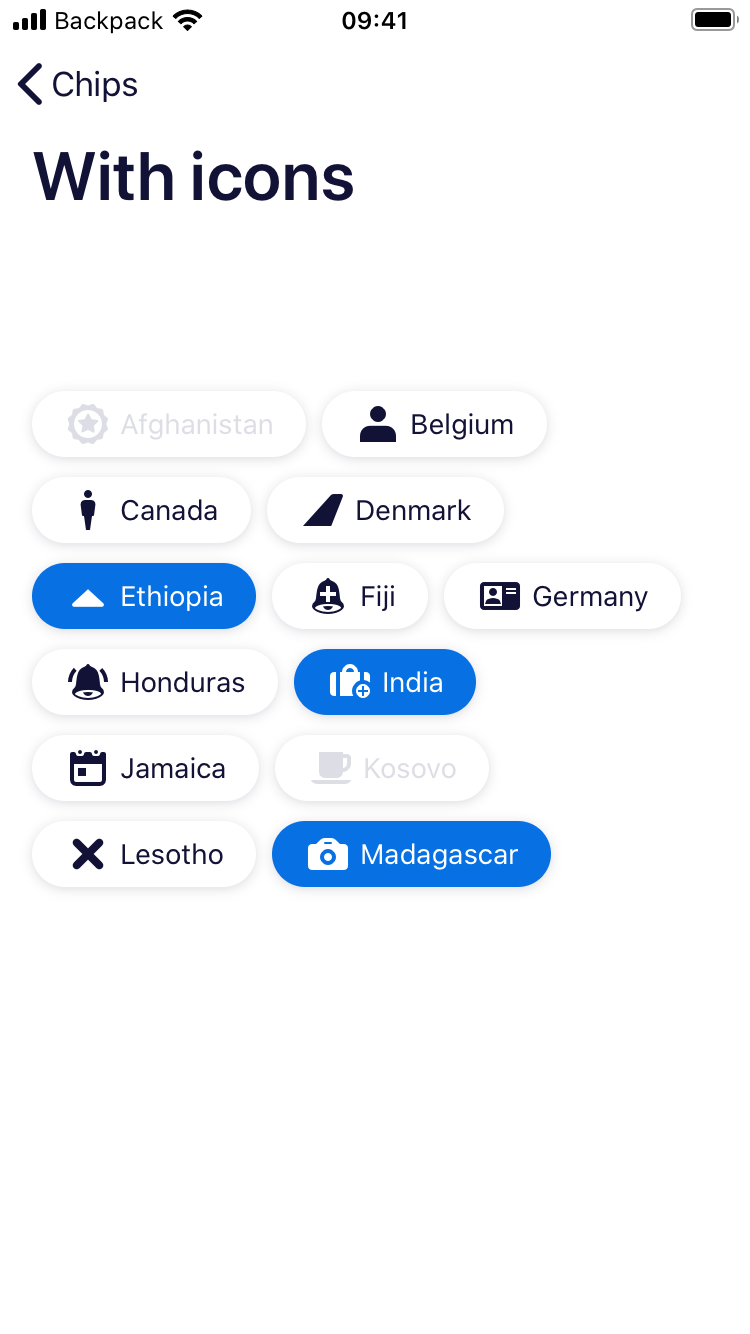 Backpack 09:41
Chips
With icons
Afghanistan Belgium
Canada Denmark
Ethiopia Fiji Germany
Honduras India
Jamaica Kosovo
Lesotho Madagascar